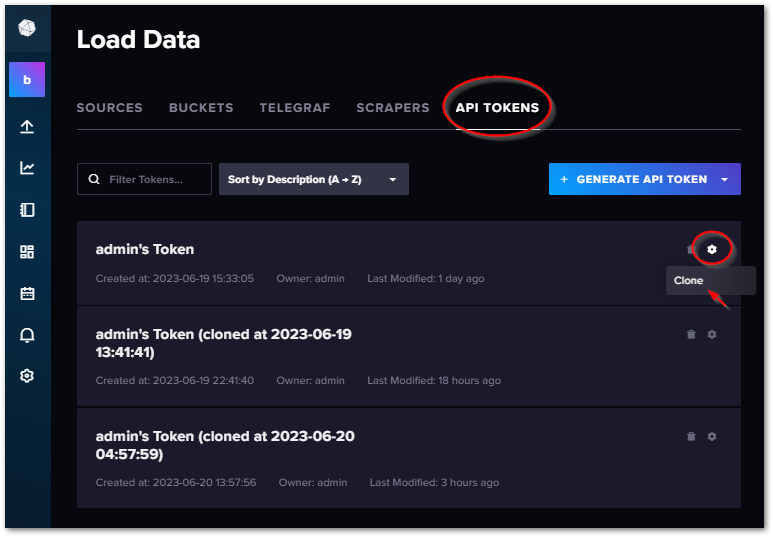 Load Data
b
SOURCES BUCKETS TELEGRAF SCRAPERS API TOKENS
Filter Tokens... Sort by Description (A → Z) + GENERATE API TOKEN
admin's Token
Clone
Created at: 2023-06-19 15:33:05 Owner: admin Last Modified: 1 day ago
admin's Token (cloned at 2023-06-19
13:41:41)
Created at: 2023-06-19 22:41:40 Owner: admin Last Modified: 18 hours ago
admin's Token (cloned at 2023-06-20
04:57:59)
Created at: 2023-06-20 13:57:56 Owner: admin Last Modified: 3 hours ago